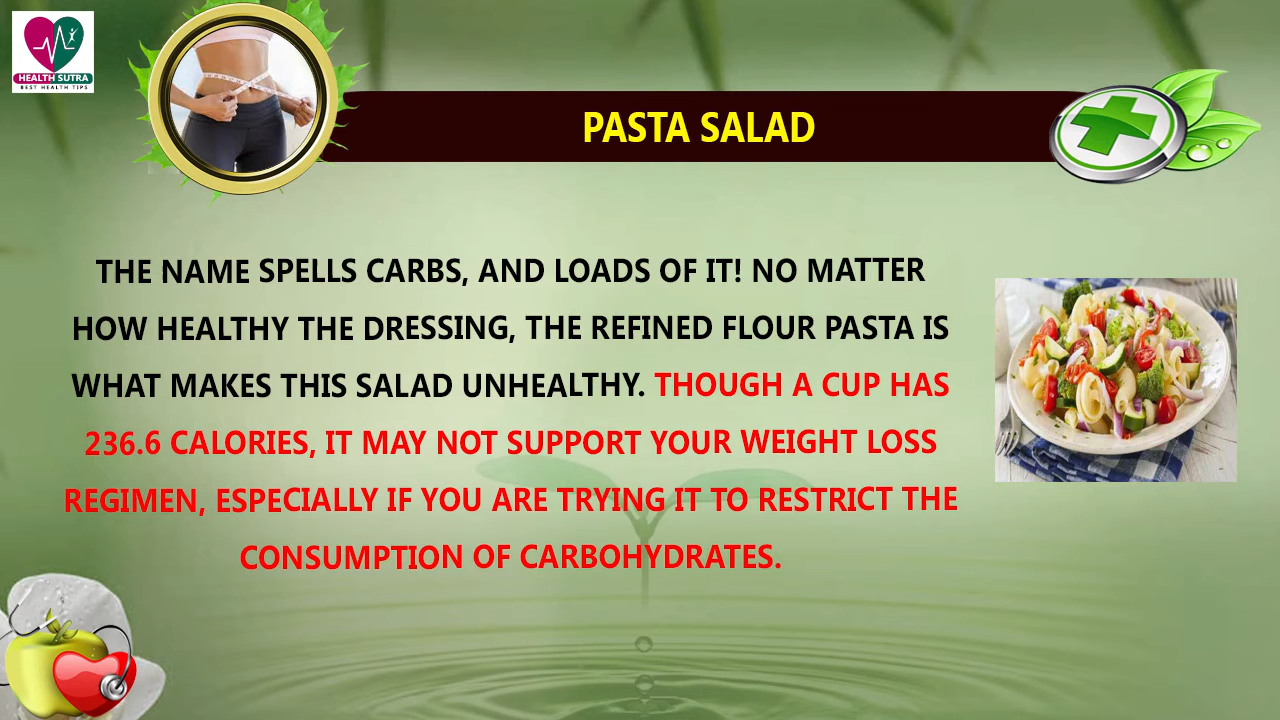 HEALTH SUTRA
BEST HEALTH TIPS
PASTA SALAD
THE NAME SPELLS CARBS, AND LOADS OF IT! NO MATTER
HOW HEALTHY THE DRESSING, THE REFINED FLOUR PASTA IS
WHAT MAKES THIS SALAD UNHEALTHY. THOUGH A CUP HAS
236.6 CALORIES, IT MAY NOT SUPPORT YOUR WEIGHT LOSS
REGIMEN, ESPECIALLY IF YOU ARE TRYING IT TO RESTRICT THE
CONSUMPTION OF CARBOHYDRATES.